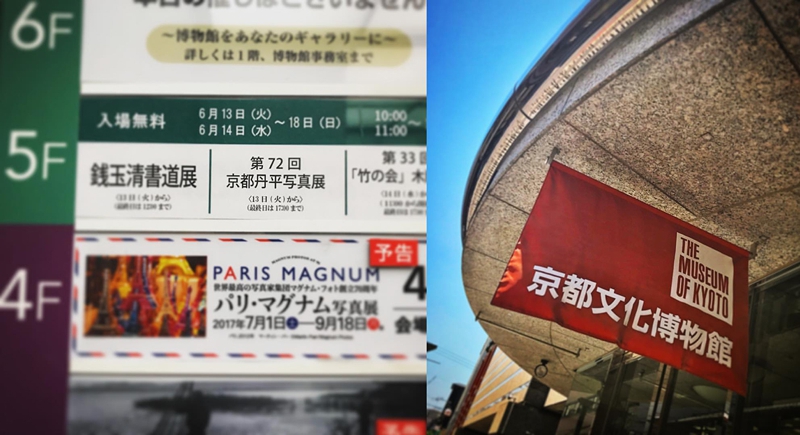 6F
～博物館をあなたのギャラリーに～
詳しくは1階、博物館事務室まで
5F
入場無料
6月13日（火）
6月14日（水）
～18日（日）
10:00～
11:00
銭玉清書道展
〈13日（火）から〉
第72回
京都丹平写真展
〈13日（火）から〉
第33
「竹の会」木
4F
予告
PARIS MAGNUM
世界最高の写真家集団マグナム・フォト創立70周年
パリ・マグナム写真展
2017年7月1日土―9月18日
4
会場
THE
MUSEUM
OF KYOTO
京都文化博物館